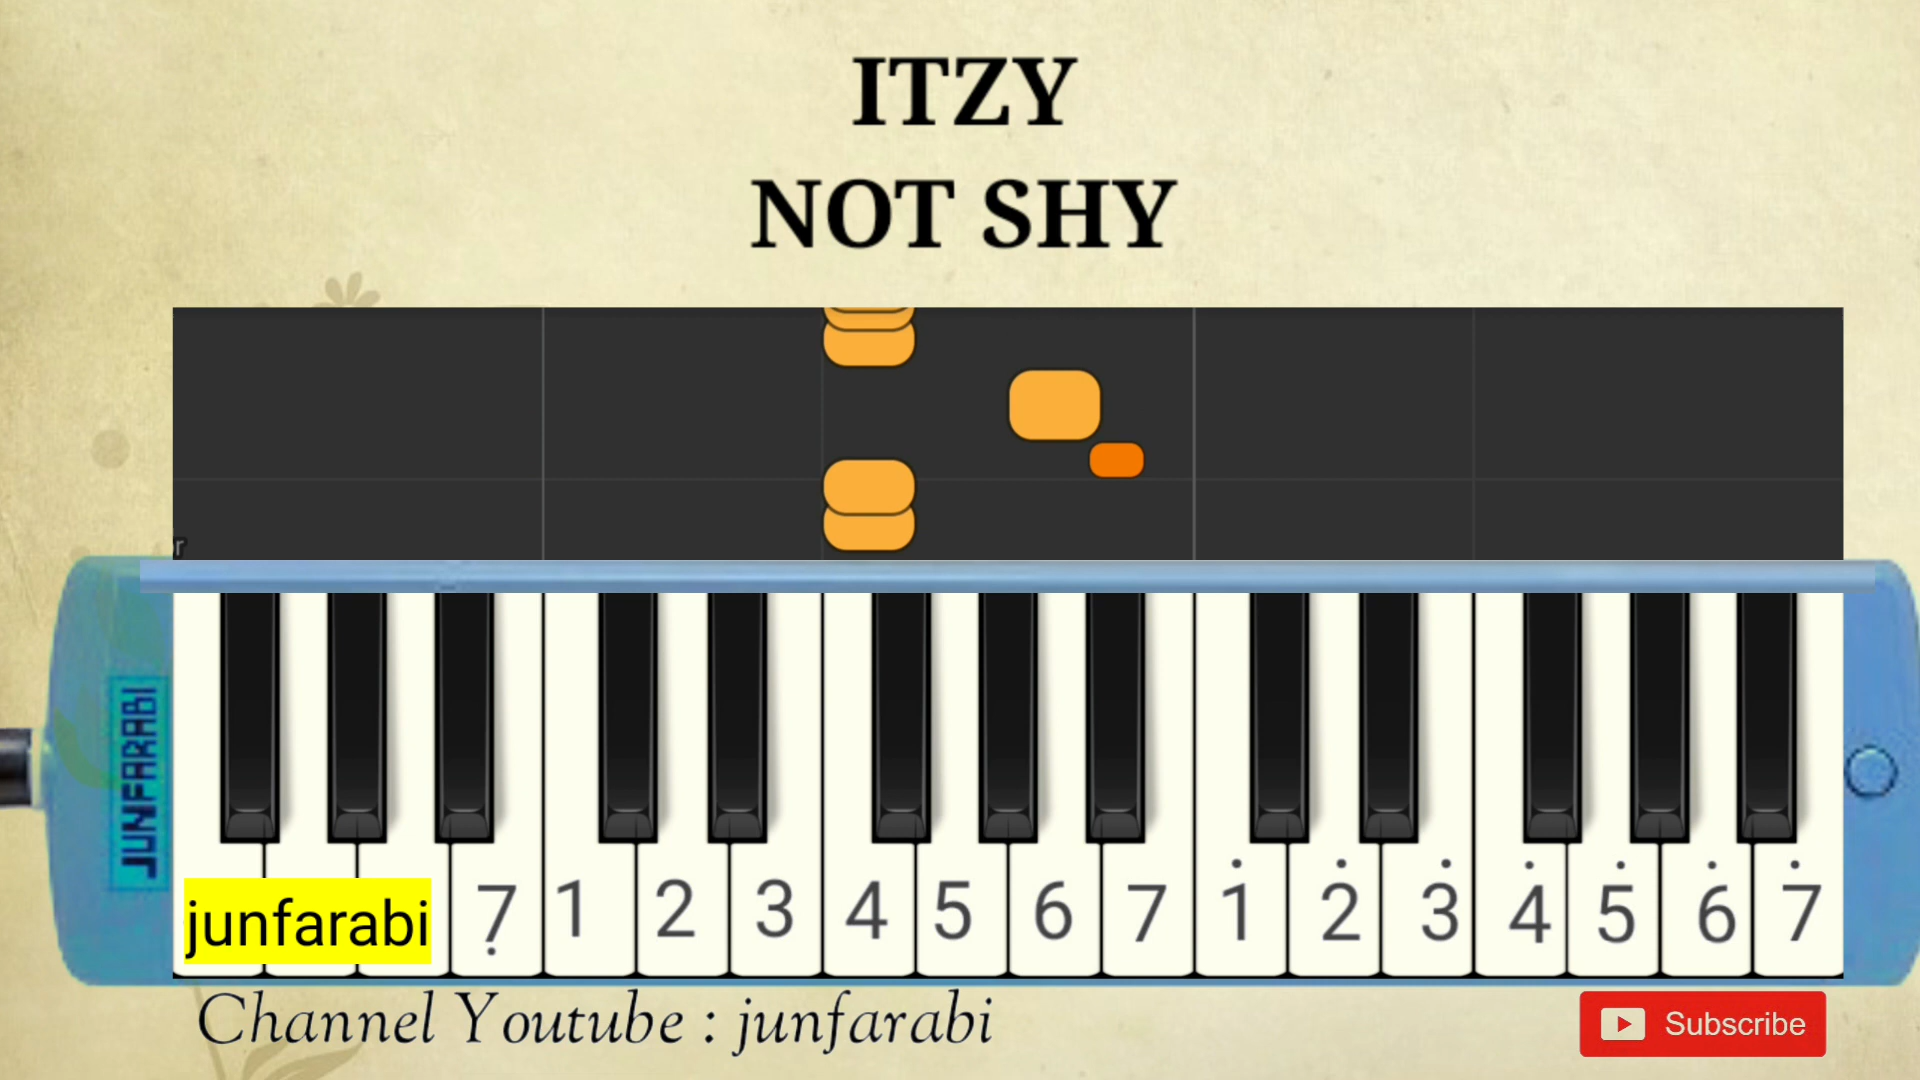 ITZY
NOT SHY
r
JUNFARABI
junfarabi 7̣ 1 2 3 4 5 6 7 1̇ 2̇ 3̇ 4̇ 5̇ 6̇ 7̇
Channel Youtube : junfarabi
Subscribe